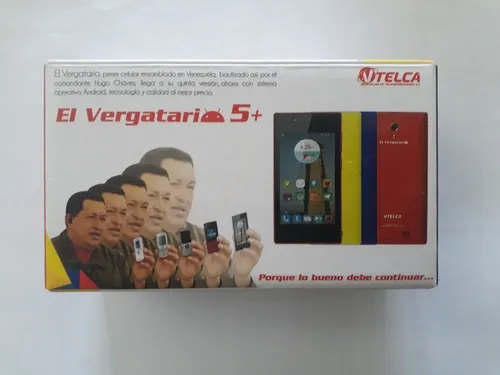 El Vergatario, primer celular ensamblado en Venezuela, bautizado así por el
comandante Hugo Chávez, llega a su quinta versión, ahora con sistema
operativo Android, tecnología y calidad al mejor precio.
VTELCA
El Vergatario 5+
El Vergatario
VTELCA
Porque lo bueno debe continuar...